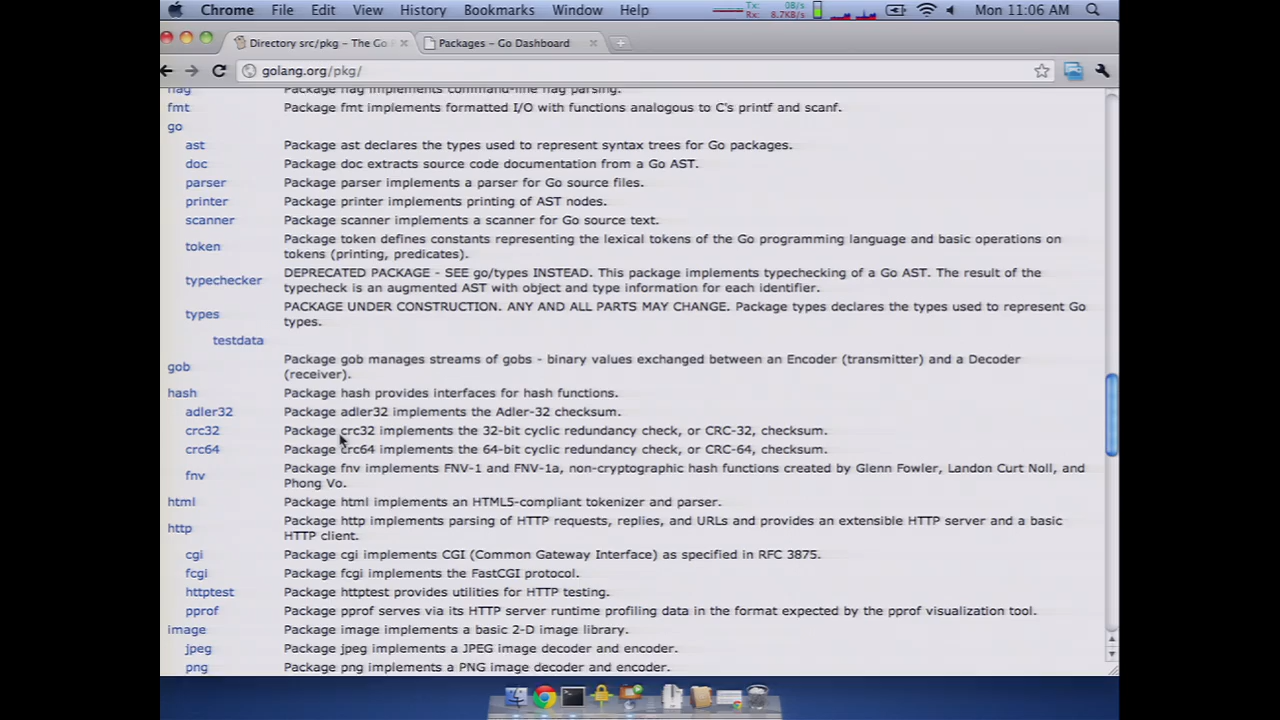 Chrome File Edit View History Bookmarks Window Help Tx: 0B/s Rx: 8.7KB/s Mon 11:06 AM
Directory src/pkg – The Go Packages – Go Dashboard
golang.org/pkg/
flag Package flag implements command-line flag parsing.
fmt Package fmt implements formatted I/O with functions analogous to C's printf and scanf.
go
ast Package ast declares the types used to represent syntax trees for Go packages.
doc Package doc extracts source code documentation from a Go AST.
parser Package parser implements a parser for Go source files.
printer Package printer implements printing of AST nodes.
scanner Package scanner implements a scanner for Go source text.
token Package token defines constants representing the lexical tokens of the Go programming language and basic operations on
tokens (printing, predicates).
typechecker DEPRECATED PACKAGE - SEE go/types INSTEAD. This package implements typechecking of a Go AST. The result of the
typecheck is an augmented AST with object and type information for each identifier.
types PACKAGE UNDER CONSTRUCTION. ANY AND ALL PARTS MAY CHANGE. Package types declares the types used to represent Go
types.
testdata
gob Package gob manages streams of gobs - binary values exchanged between an Encoder (transmitter) and a Decoder
(receiver).
hash Package hash provides interfaces for hash functions.
adler32 Package adler32 implements the Adler-32 checksum.
crc32 Package crc32 implements the 32-bit cyclic redundancy check, or CRC-32, checksum.
crc64 Package crc64 implements the 64-bit cyclic redundancy check, or CRC-64, checksum.
fnv Package fnv implements FNV-1 and FNV-1a, non-cryptographic hash functions created by Glenn Fowler, Landon Curt Noll, and
Phong Vo.
html Package html implements an HTML5-compliant tokenizer and parser.
http Package http implements parsing of HTTP requests, replies, and URLs and provides an extensible HTTP server and a basic
HTTP client.
cgi Package cgi implements CGI (Common Gateway Interface) as specified in RFC 3875.
fcgi Package fcgi implements the FastCGI protocol.
httptest Package httptest provides utilities for HTTP testing.
pprof Package pprof serves via its HTTP server runtime profiling data in the format expected by the pprof visualization tool.
image Package image implements a basic 2-D image library.
jpeg Package jpeg implements a JPEG image decoder and encoder.
png Package png implements a PNG image decoder and encoder.